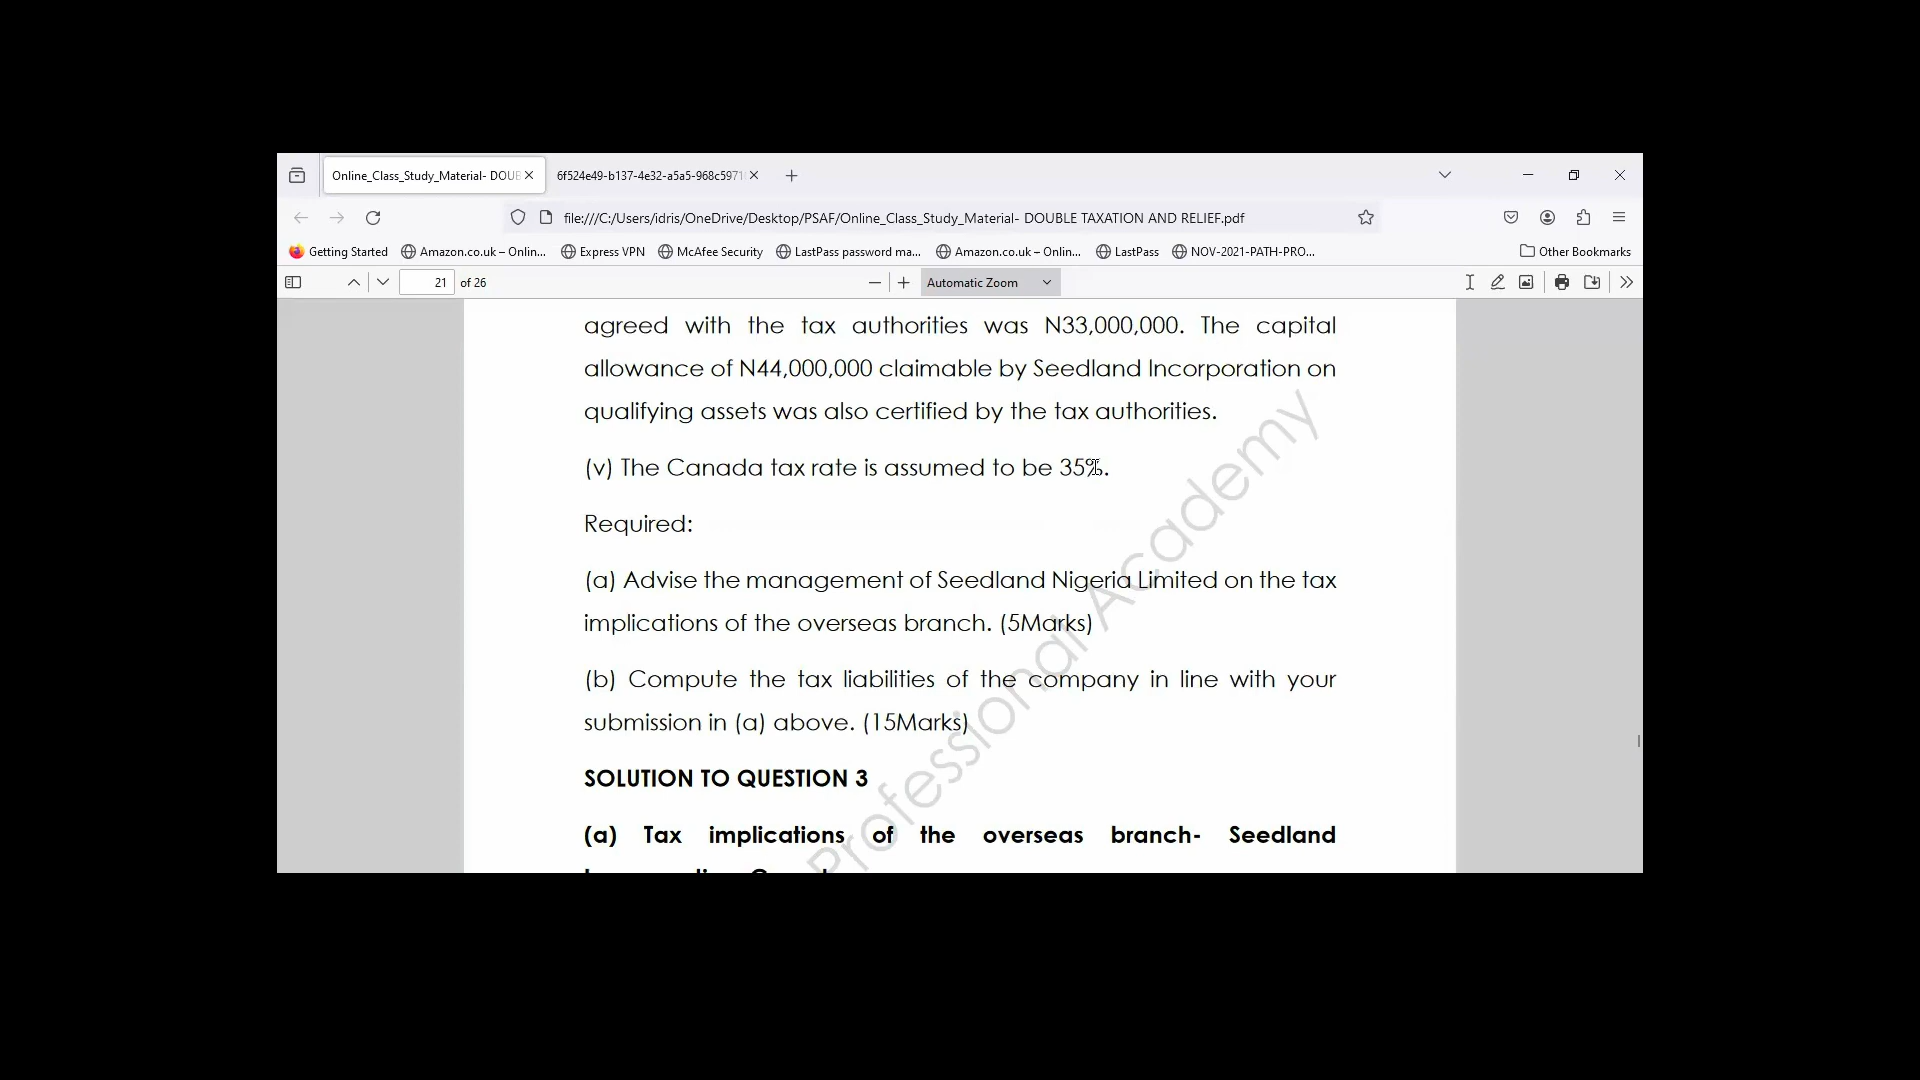 Online_Class_Study_Material- DOUB
6f524e49-b137-4e32-a5a5-968c5971
file:///C:/Users/idris/OneDrive/Desktop/PSAF/Online_Class_Study_Material- DOUBLE TAXATION AND RELIEF.pdf
Getting Started Amazon.co.uk – Onlin... Express VPN McAfee Security LastPass password ma... Amazon.co.uk – Onlin... LastPass NOV-2021-PATH-PRO... Other Bookmarks
21 of 26 Automatic Zoom
agreed with the tax authorities was N33,000,000. The capital
allowance of N44,000,000 claimable by Seedland Incorporation on
qualifying assets was also certified by the tax authorities.
(v) The Canada tax rate is assumed to be 35%.
Required:
(a) Advise the management of Seedland Nigeria Limited on the tax
implications of the overseas branch. (5Marks)
(b) Compute the tax liabilities of the company in line with your
submission in (a) above. (15Marks)
SOLUTION TO QUESTION 3
(a) Tax implications of the overseas branch- Seedland
Professional Academy